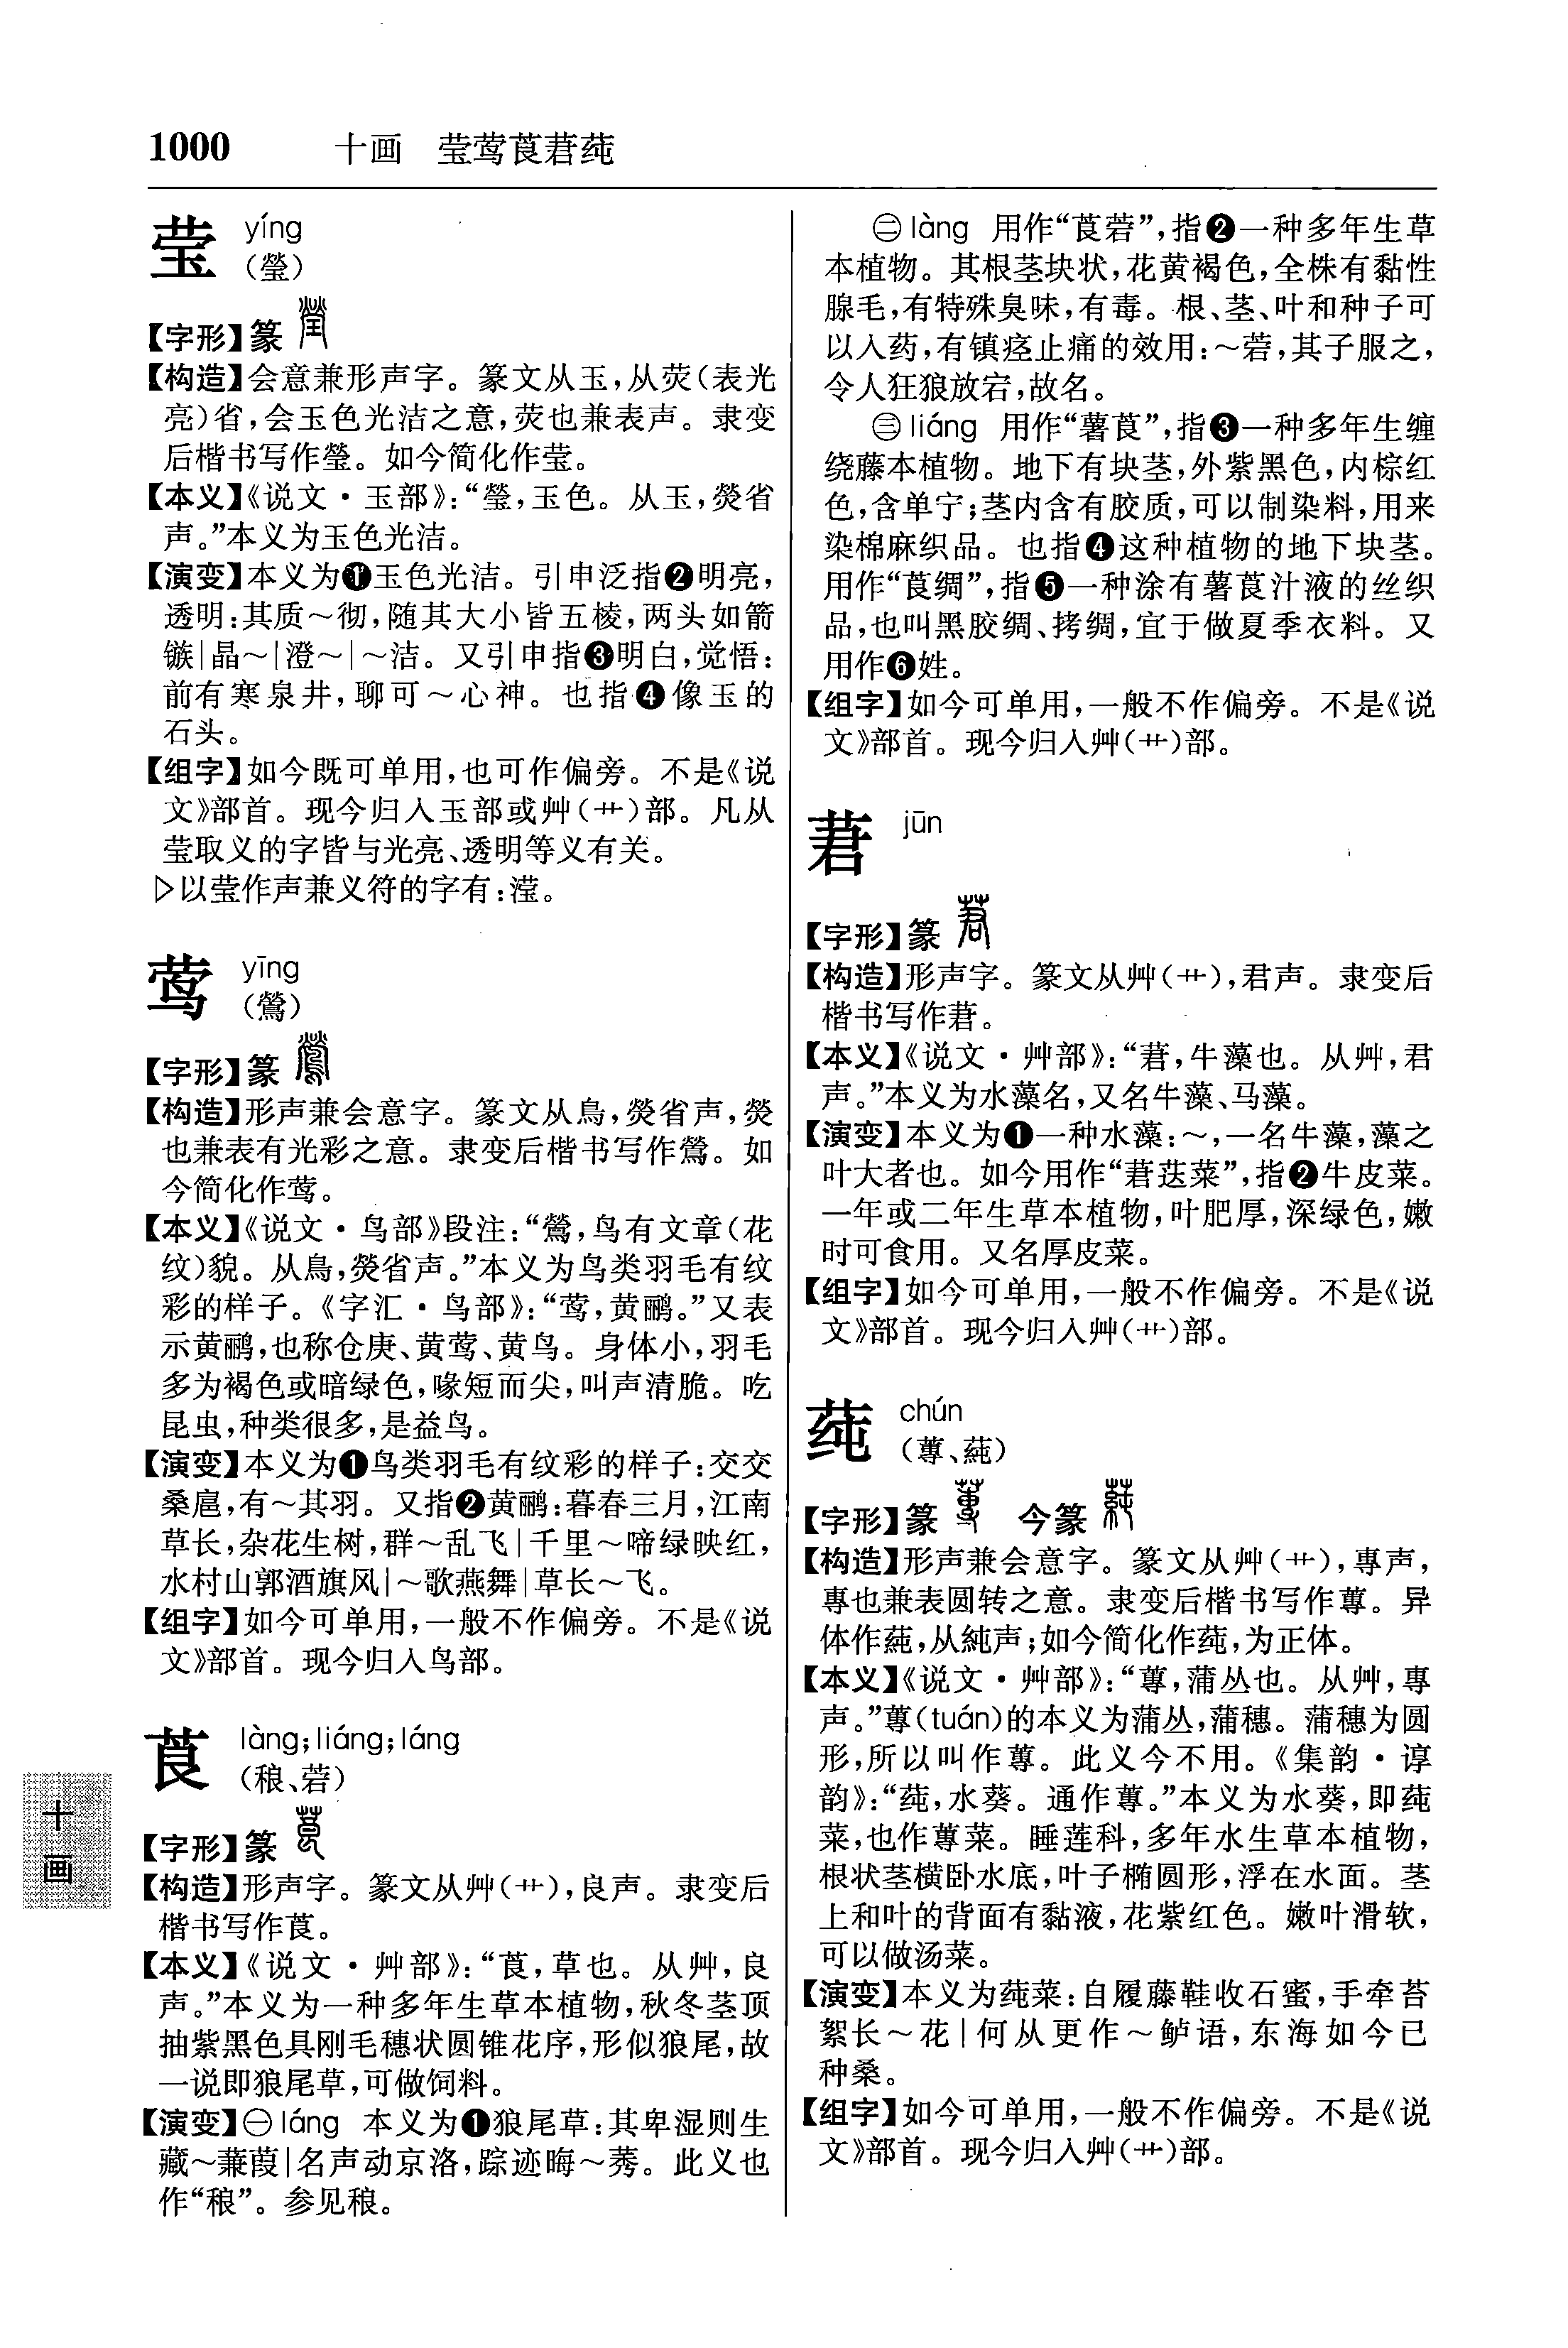 1000 十画 莹莺莨莙莼
莹 yíng
（瑩）
【字形】篆
【构造】会意兼形声字。篆文从玉，从荧（表光
亮）省，会玉色光洁之意，荧也兼表声。隶变
后楷书写作瑩。如今简化作莹。
【本义】《说文·玉部》：“瑩，玉色。从玉，熒省
声。”本义为玉色光洁。
【演变】本义为❶玉色光洁。引申泛指❷明亮，
透明：其质～彻，随其大小皆五棱，两头如箭
镞|晶～|澄～|～洁。又引申指❸明白，觉悟：
前有寒泉井，聊可～心神。也指❹像玉的
石头。
【组字】如今既可单用，也可作偏旁。不是《说
文》部首。现今归入玉部或艸（艹）部。凡从
莹取义的字皆与光亮、透明等义有关。
▷以莹作声兼义符的字有：滢。
莺 yīng
（鶯）
【字形】篆
【构造】形声兼会意字。篆文从鳥，熒省声，熒
也兼表有光彩之意。隶变后楷书写作鶯。如
今简化作莺。
【本义】《说文·鸟部》段注：“鶯，鸟有文章（花
纹）貌。从鳥，熒省声。”本义为鸟类羽毛有纹
彩的样子。《字汇·鸟部》：“莺，黄鹂。”又表
示黄鹂，也称仓庚、黄莺、黄鸟。身体小，羽毛
多为褐色或暗绿色，喙短而尖，叫声清脆。吃
昆虫，种类很多，是益鸟。
【演变】本义为❶鸟类羽毛有纹彩的样子：交交
桑扈，有～其羽。又指❷黄鹂：暮春三月，江南
草长，杂花生树，群～乱飞|千里～啼绿映红，
水村山郭酒旗风|～歌燕舞|草长～飞。
【组字】如今可单用，一般不作偏旁。不是《说
文》部首。现今归入鸟部。
莨 làng；liáng；láng
（稂、菪）
【字形】篆
【构造】形声字。篆文从艸（艹），良声。隶变后
楷书写作莨。
【本义】《说文·艸部》：“莨，草也。从艸，良
声。”本义为一种多年生草本植物，秋冬茎顶
抽紫黑色具刚毛穗状圆锥花序，形似狼尾，故
一说即狼尾草，可做饲料。
【演变】㊀láng 本义为❶狼尾草：其卑湿则生
藏～蒹葭|名声动京洛，踪迹晦～莠。此义也
作“稂”。参见稂。
㊁làng 用作“莨菪”，指❷一种多年生草
本植物。其根茎块状，花黄褐色，全株有黏性
腺毛，有特殊臭味，有毒。根、茎、叶和种子可
以入药，有镇痉止痛的效用：～菪，其子服之，
令人狂狼放宕，故名。
㊂liáng 用作“薯莨”，指❸一种多年生缠
绕藤本植物。地下有块茎，外紫黑色，内棕红
色，含单宁；茎内含有胶质，可以制染料，用来
染棉麻织品。也指❹这种植物的地下块茎。
用作“莨绸”，指❺一种涂有薯莨汁液的丝织
品，也叫黑胶绸、拷绸，宜于做夏季衣料。又
用作❻姓。
【组字】如今可单用，一般不作偏旁。不是《说
文》部首。现今归入艸（艹）部。
莙 jūn
【字形】篆
【构造】形声字。篆文从艸（艹），君声。隶变后
楷书写作莙。
【本义】《说文·艸部》：“莙，牛藻也。从艸，君
声。”本义为水藻名，又名牛藻、马藻。
【演变】本义为❶一种水藻：～，一名牛藻，藻之
叶大者也。如今用作“莙荙菜”，指❷牛皮菜。
一年或二年生草本植物，叶肥厚，深绿色，嫩
时可食用。又名厚皮菜。
【组字】如今可单用，一般不作偏旁。不是《说
文》部首。现今归入艸（艹）部。
莼 chún
（蓴、蒓）
【字形】篆 今篆
【构造】形声兼会意字。篆文从艸（艹），專声，
專也兼表圆转之意。隶变后楷书写作蓴。异
体作蒓，从純声；如今简化作莼，为正体。
【本义】《说文·艸部》：“蓴，蒲丛也。从艸，專
声。”蓴（tuán）的本义为蒲丛，蒲穗。蒲穗为圆
形，所以叫作蓴。此义今不用。《集韵·谆
韵》：“莼，水葵。通作蓴。”本义为水葵，即莼
菜，也作蓴菜。睡莲科，多年水生草本植物，
根状茎横卧水底，叶子椭圆形，浮在水面。茎
上和叶的背面有黏液，花紫红色。嫩叶滑软，
可以做汤菜。
【演变】本义为莼菜：自履藤鞋收石蜜，手牵苔
絮长～花|何从更作～鲈语，东海如今已
种桑。
【组字】如今可单用，一般不作偏旁。不是《说
文》部首。现今归入艸（艹）部。
十
画